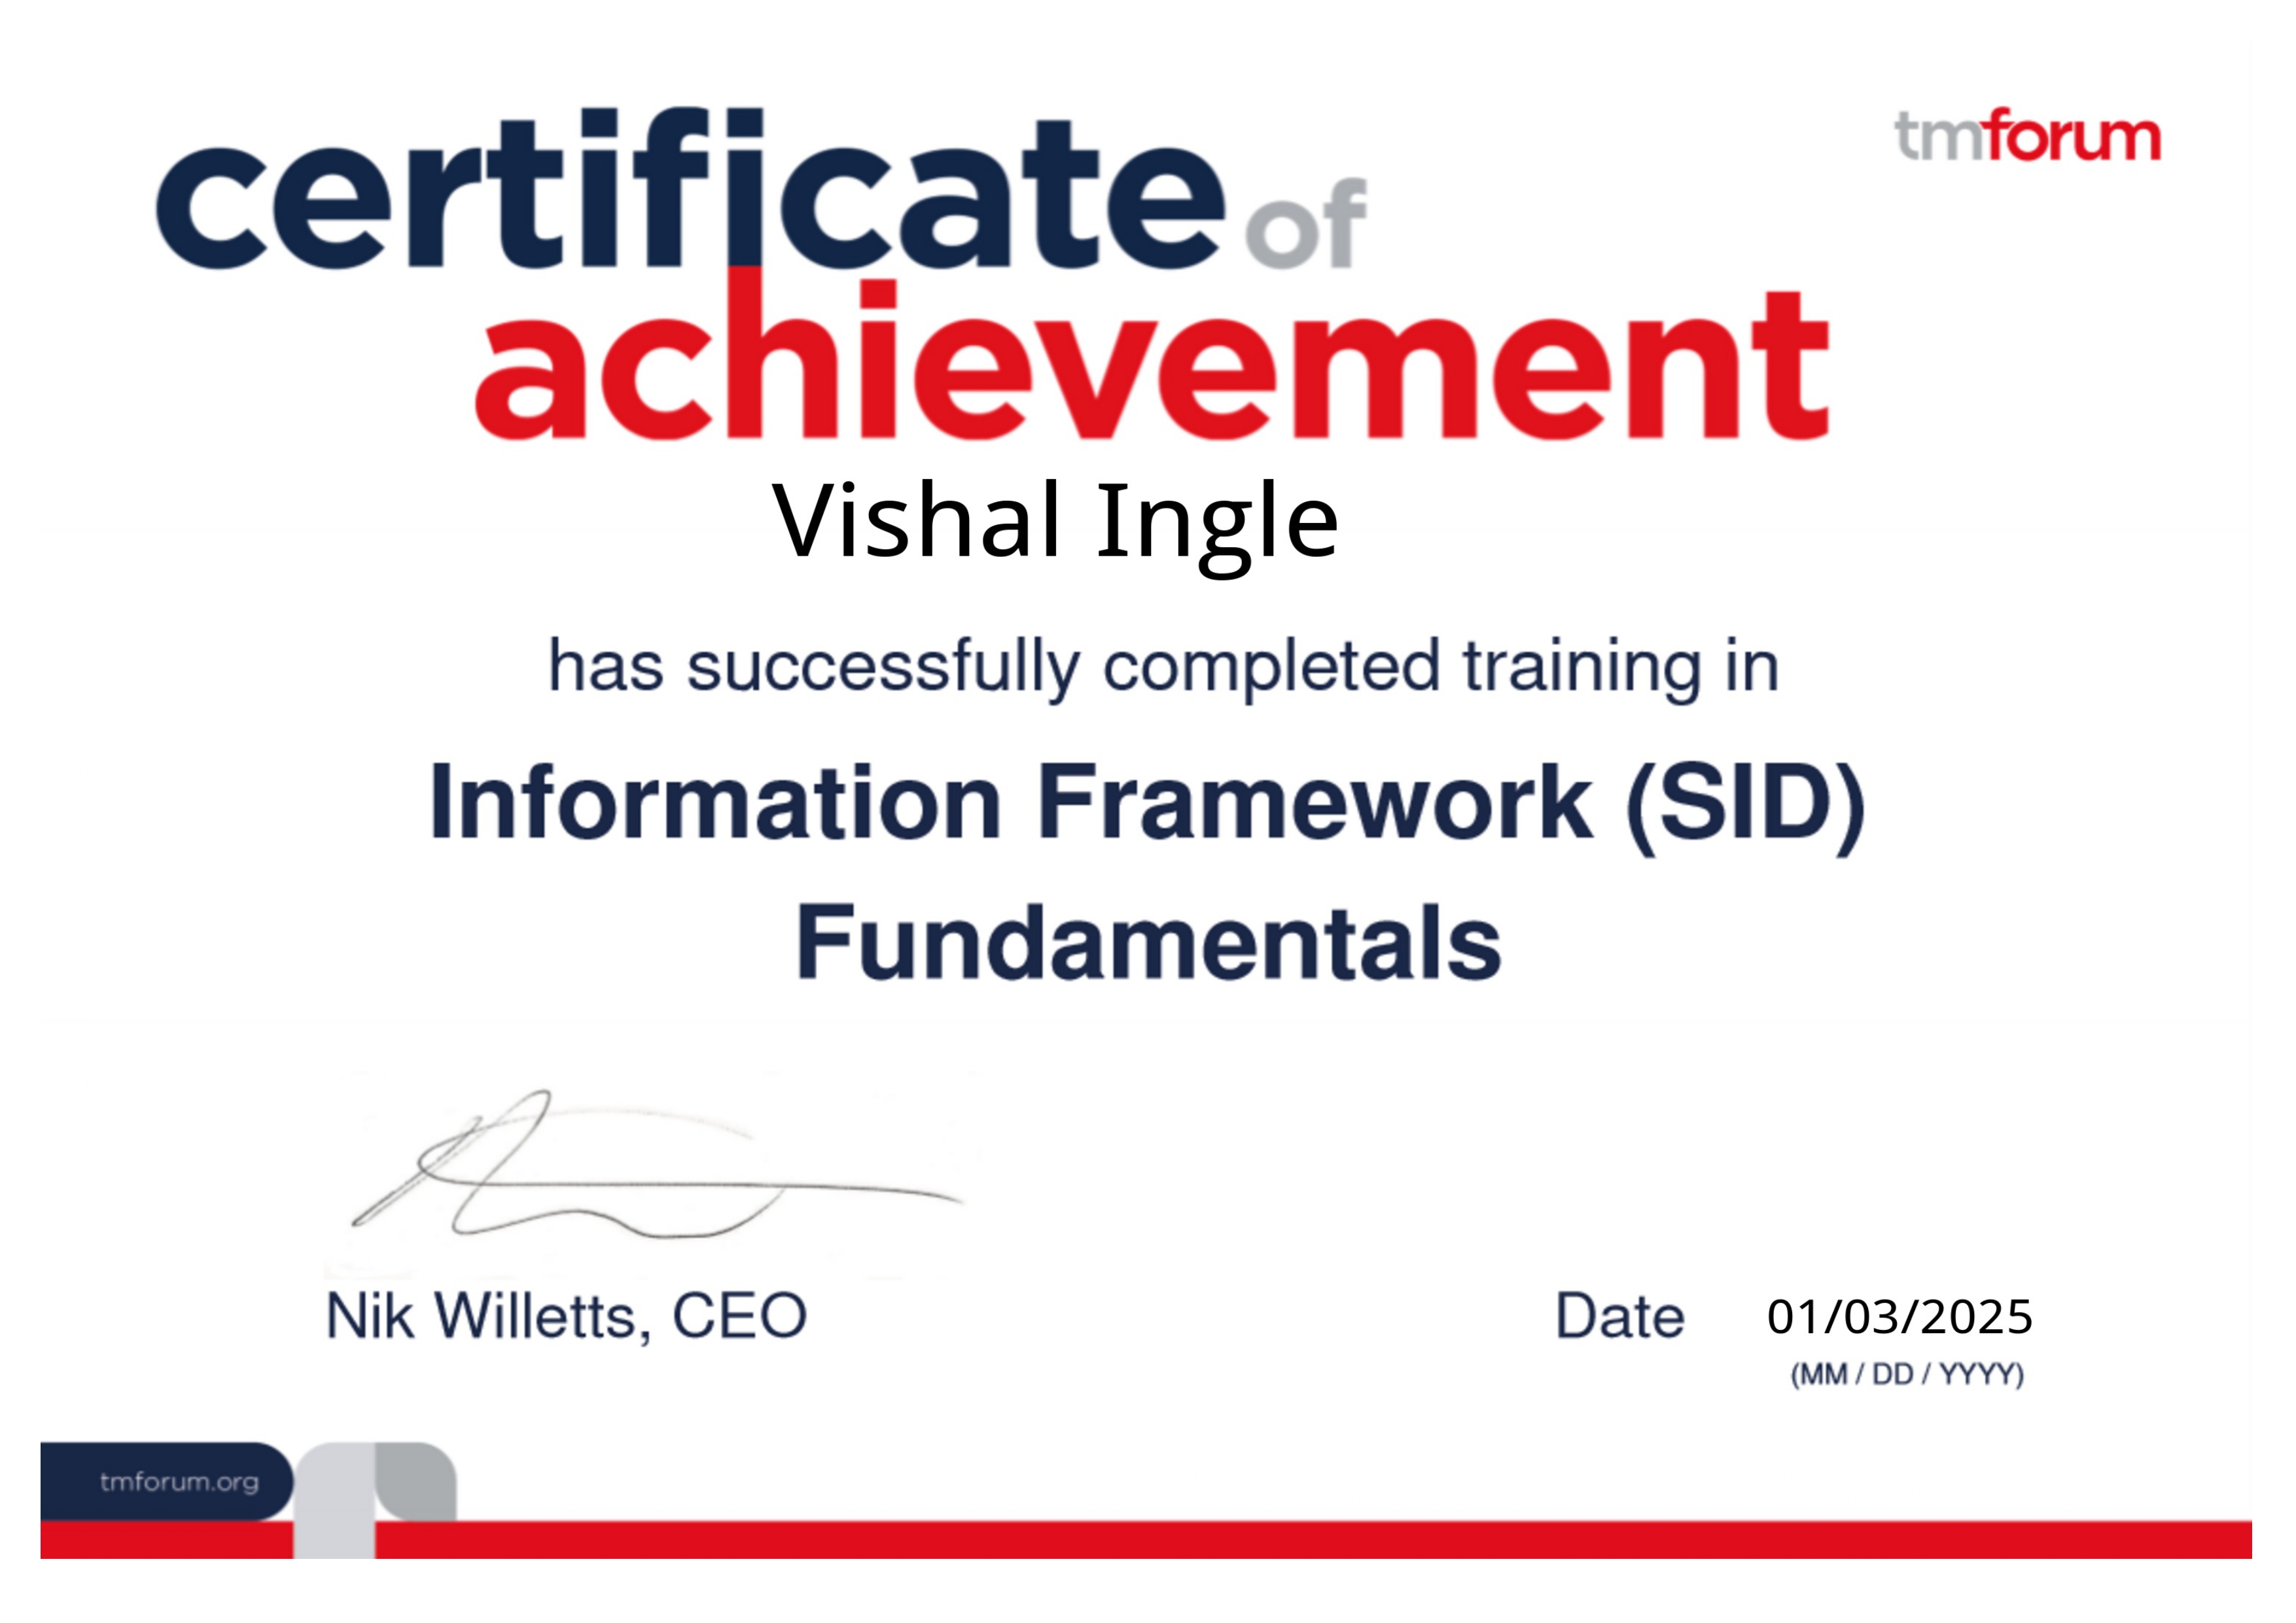 tmforum
certificate of
achievement
Vishal Ingle
has successfully completed training in
Information Framework (SID)
Fundamentals
Nik Willetts, CEO
Date 01/03/2025
(MM / DD / YYYY)
tmforum.org